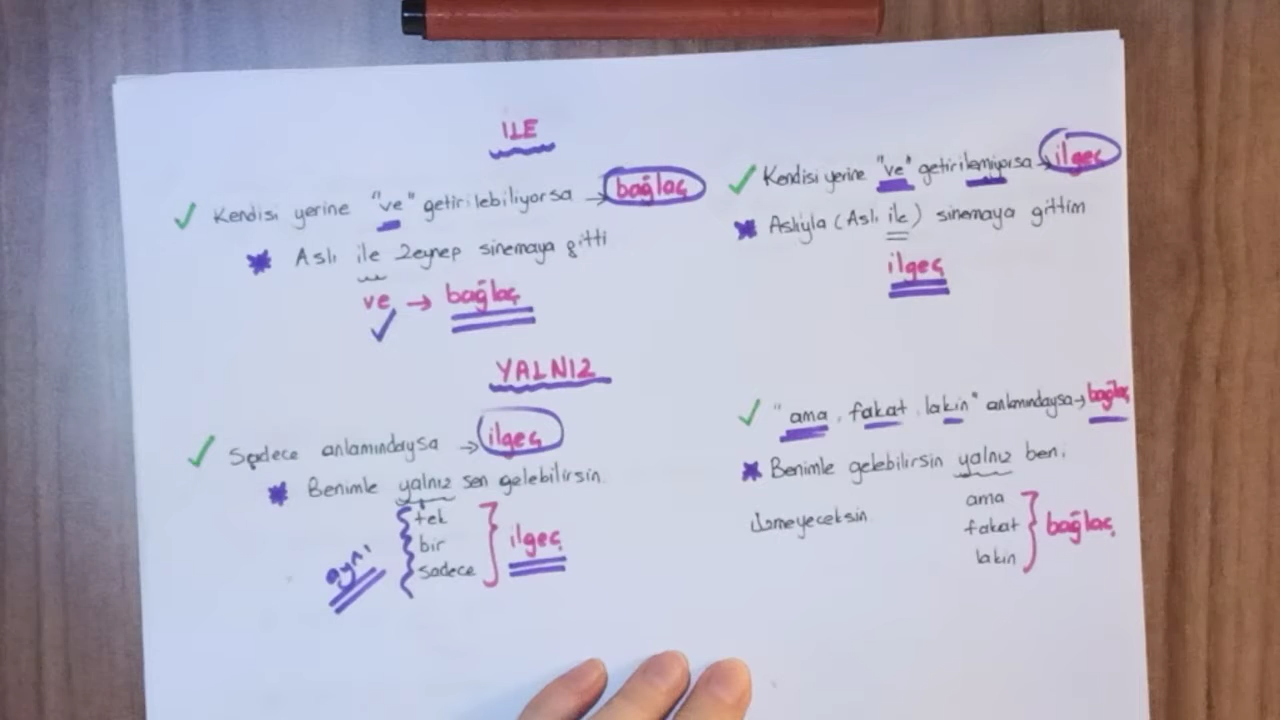 İLE
✓ Kendisi yerine "ve" getirilebiliyorsa → bağlaç
* Aslı ile Zeynep sinemaya gitti
ve → bağlaç
✓ Kendisi yerine "ve" getirilemiyorsa → ilgeç
* Aslıyla (Aslı ile) sinemaya gittim
ilgeç
YALNIZ
✓ Sadece anlamındaysa → ilgeç
* Benimle yalnız sen gelebilirsin.
tek
bir
sadece
aynı
ilgeç
✓ "ama, fakat, lakin" anlamındaysa → bağlaç
* Benimle gelebilirsin yalnız beni
üzmeyeceksin
ama
fakat
lakin
bağlaç